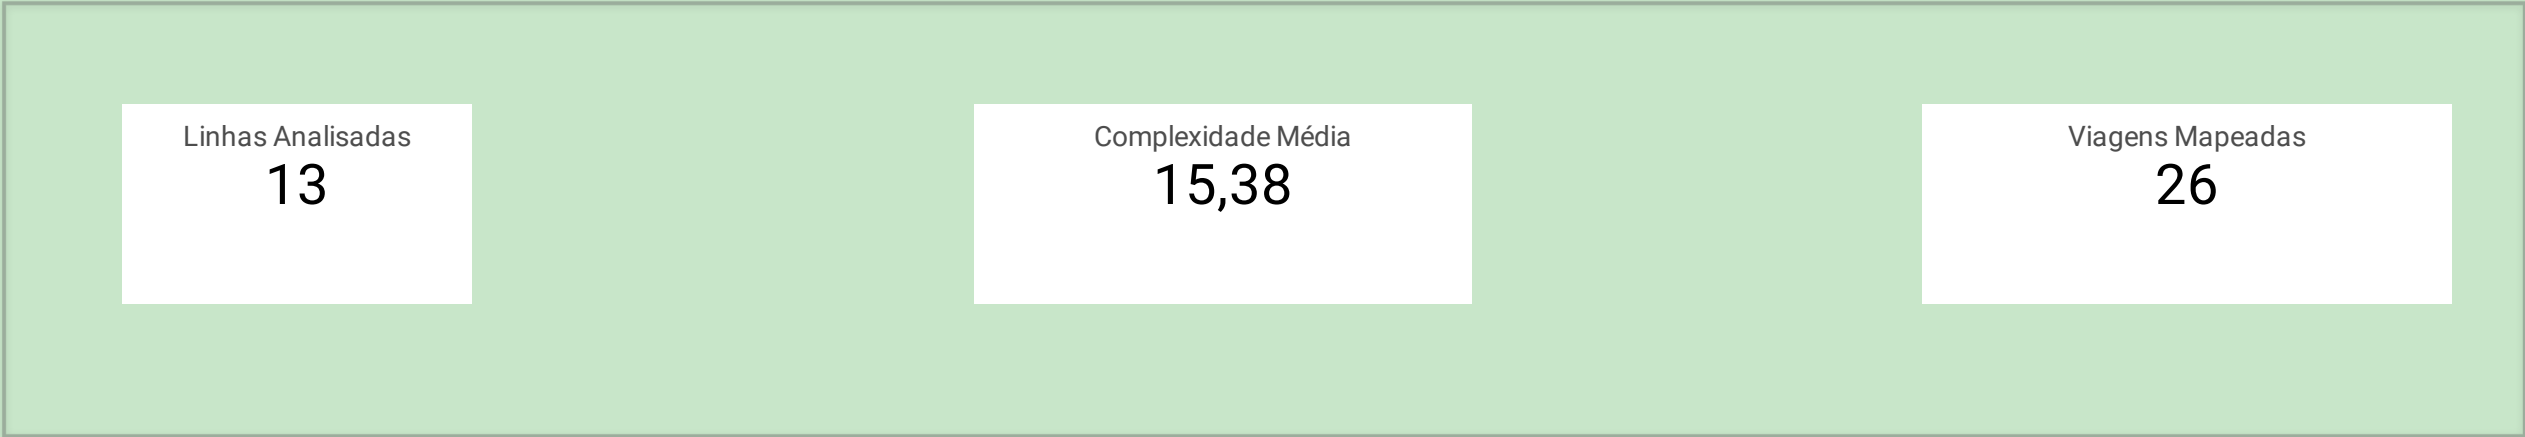 Linhas Analisadas
13
Complexidade Média
15,38
Viagens Mapeadas
26